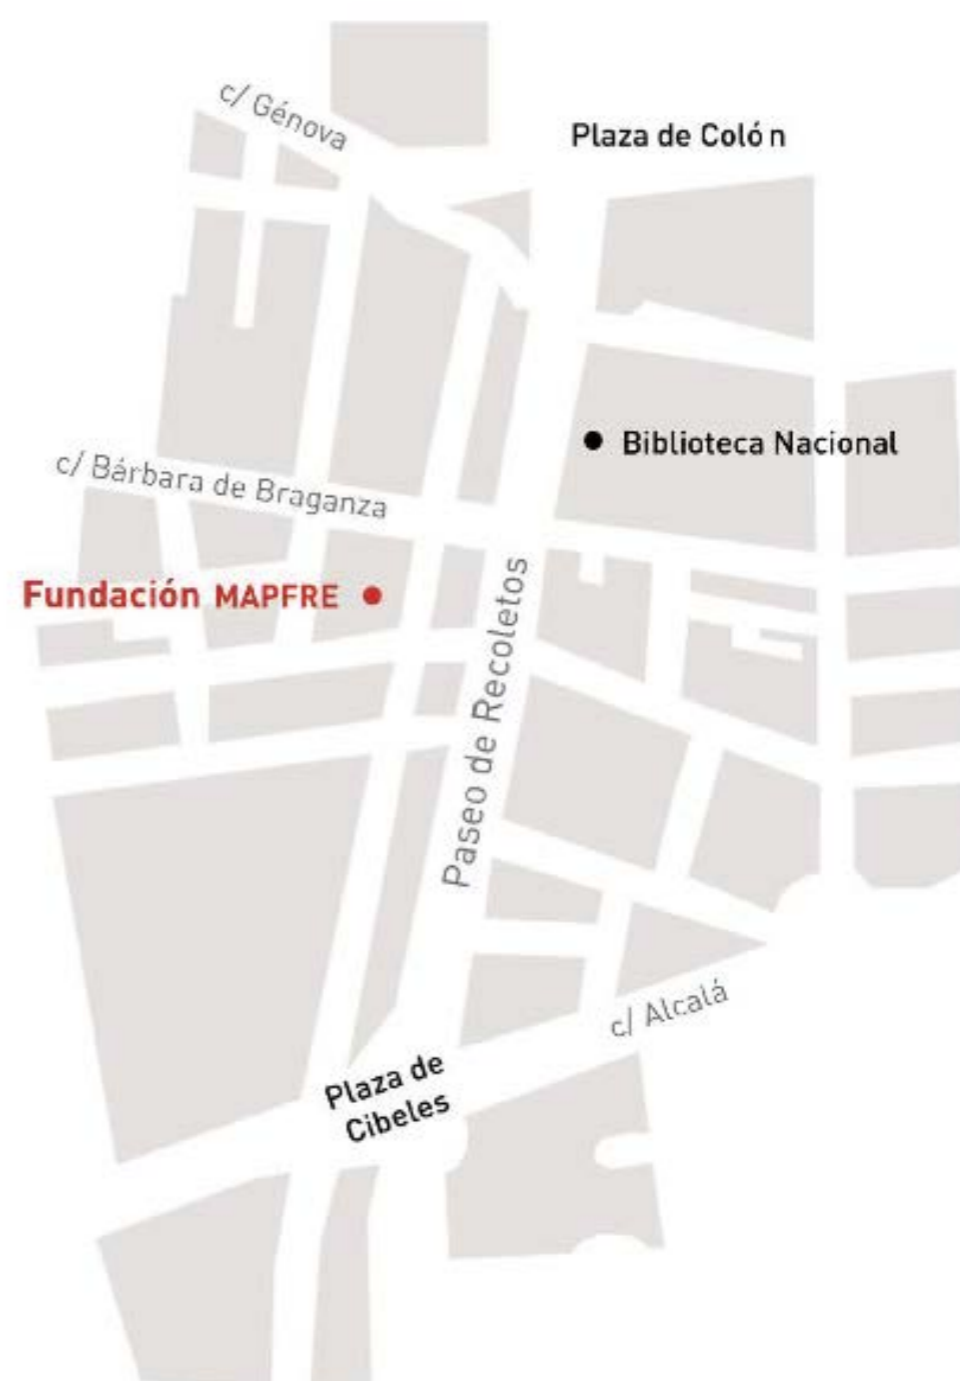 c/ Génova
Plaza de Colón
Biblioteca Nacional
c/ Bárbara de Braganza
Fundación MAPFRE
Paseo de Recoletos
c/ Alcalá
Plaza de
Cibeles